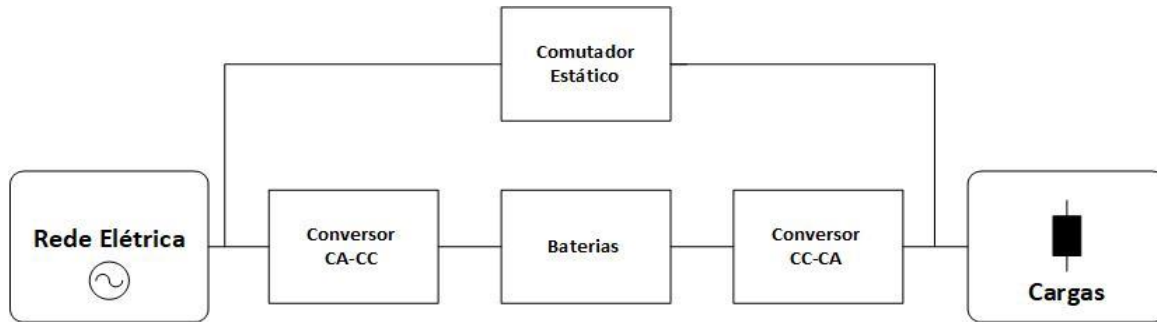 Comutador
Estático
Rede Elétrica
Conversor
CA-CC
Baterias
Conversor
CC-CA
Cargas